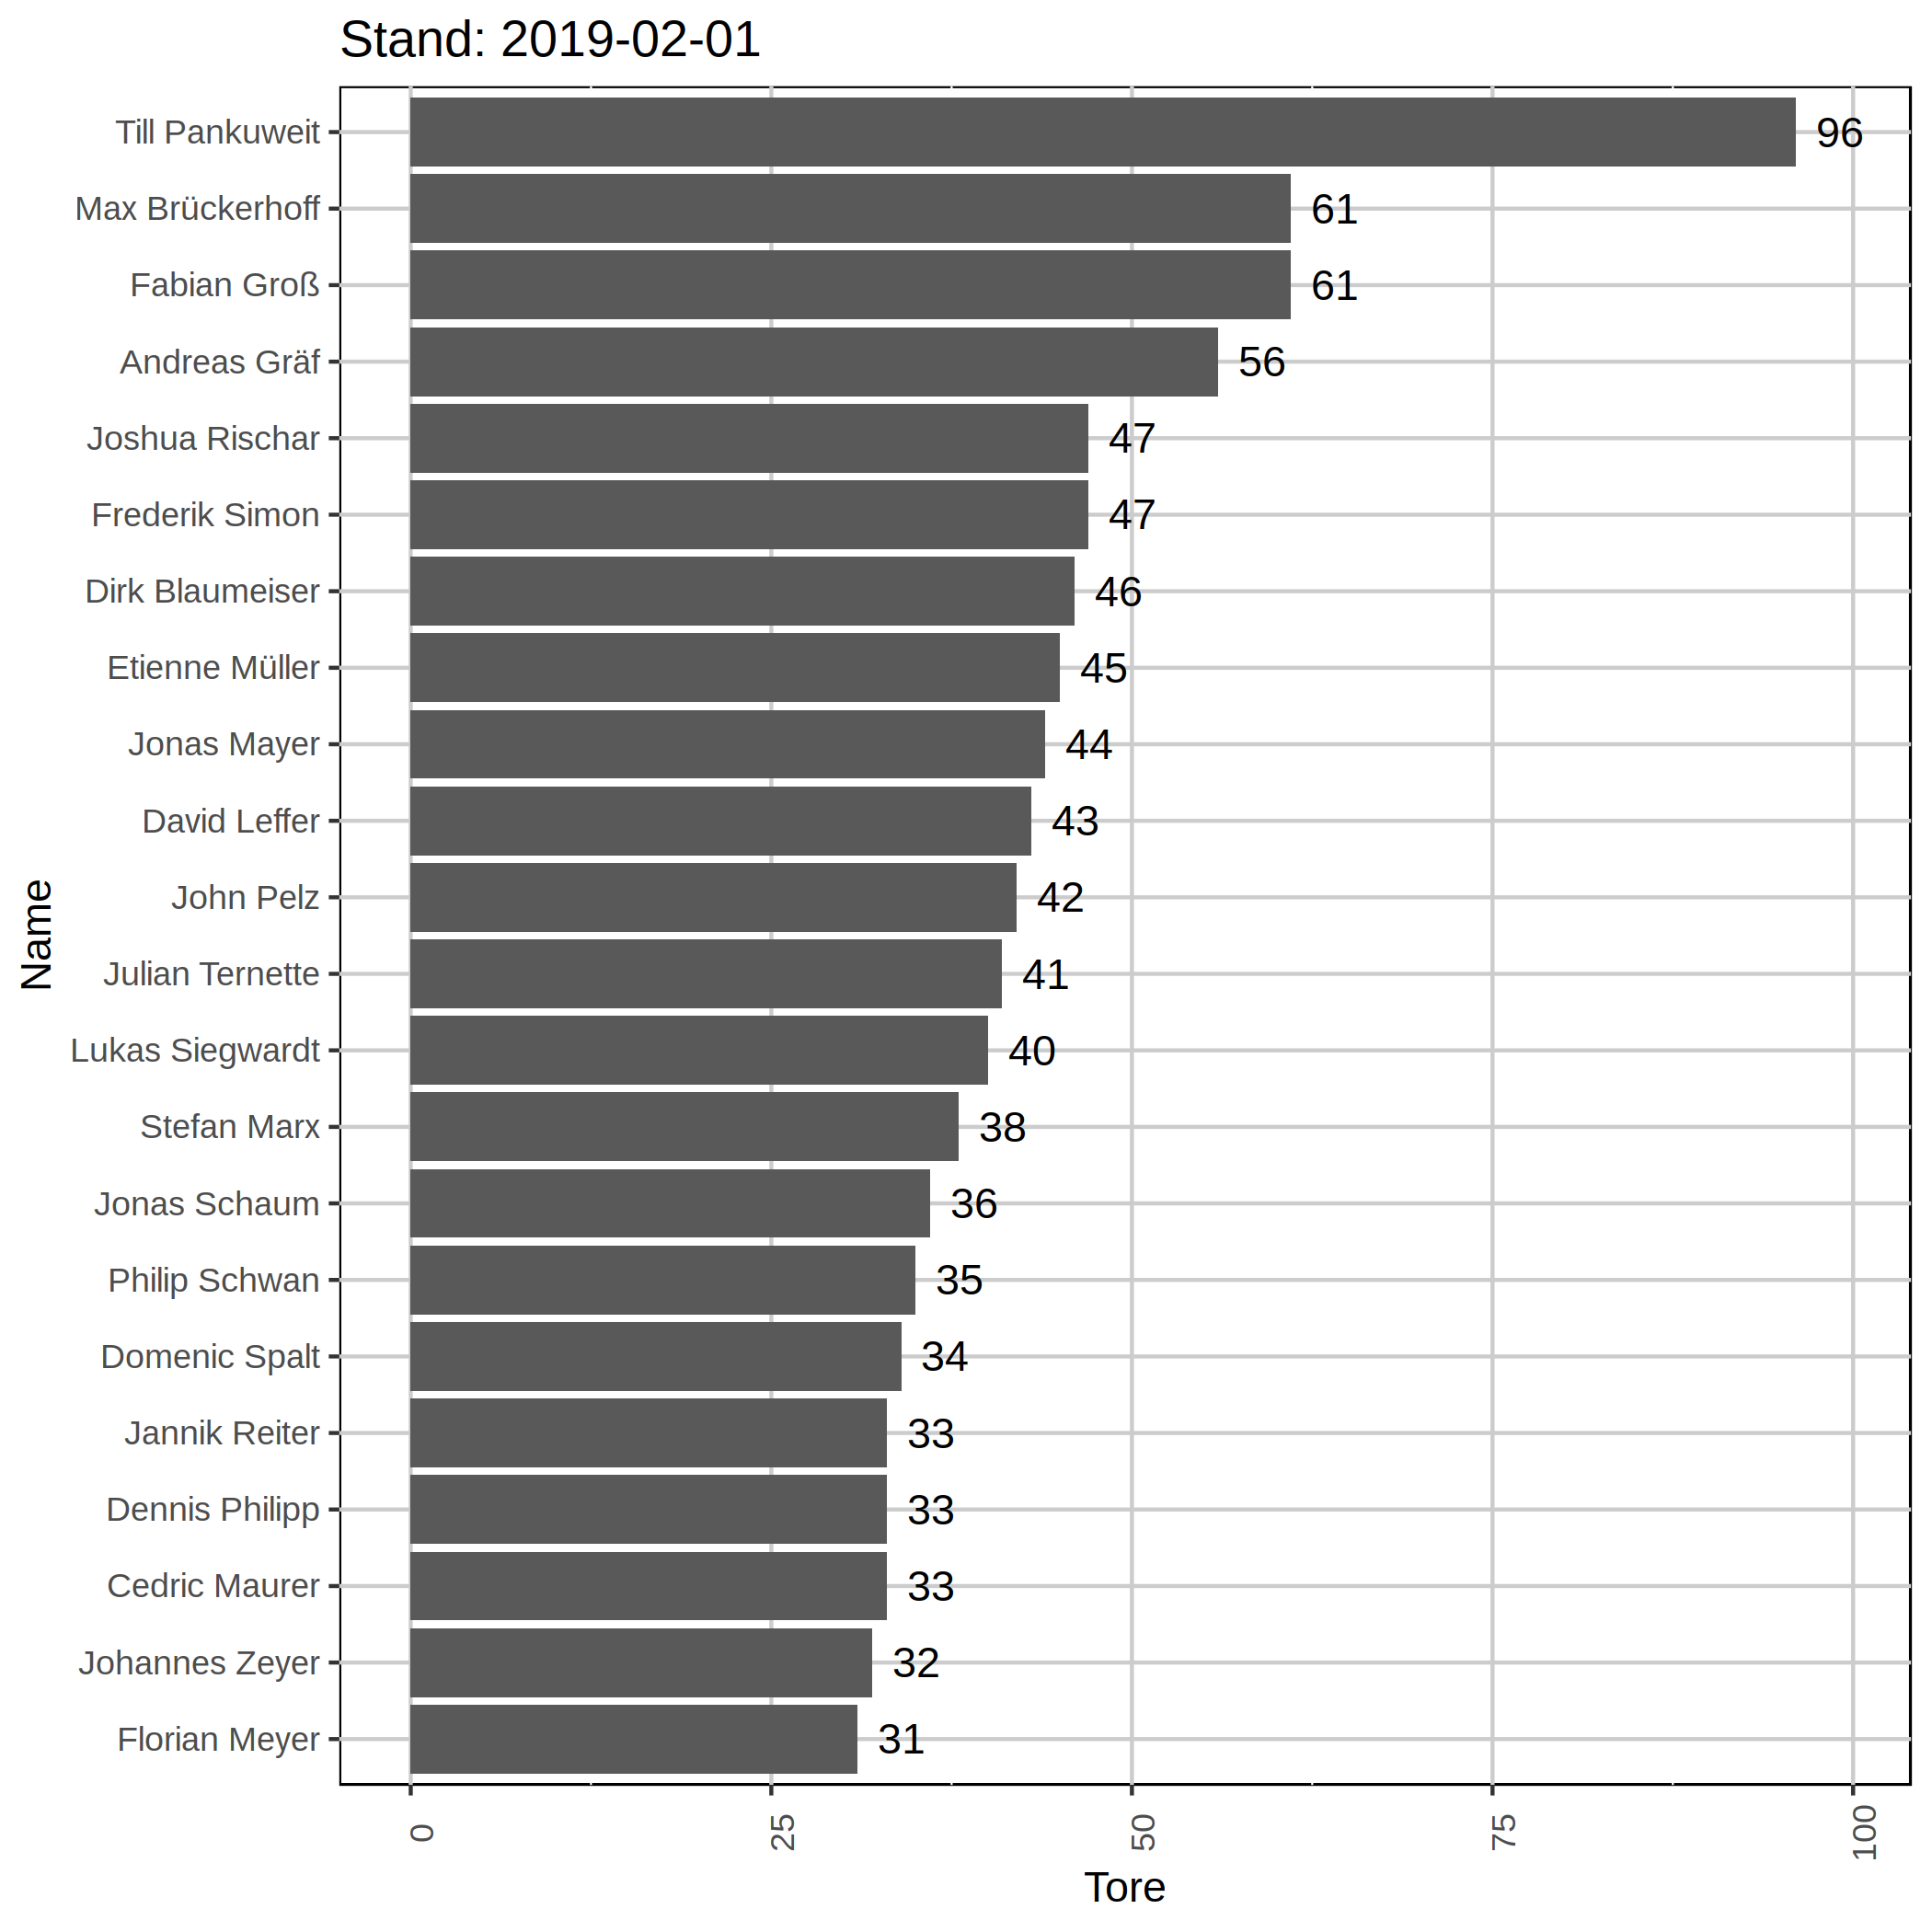 Stand: 2019-02-01
Till Pankuweit 96
Max Brückerhoff 61
Fabian Groß 61
Andreas Gräf 56
Joshua Rischar 47
Frederik Simon 47
Dirk Blaumeiser 46
Etienne Müller 45
Jonas Mayer 44
David Leffer 43
John Pelz 42
Julian Ternette 41
Lukas Siegwardt 40
Stefan Marx 38
Jonas Schaum 36
Philip Schwan 35
Domenic Spalt 34
Jannik Reiter 33
Dennis Philipp 33
Cedric Maurer 33
Johannes Zeyer 32
Florian Meyer 31
Name
0 25 50 75 100
Tore